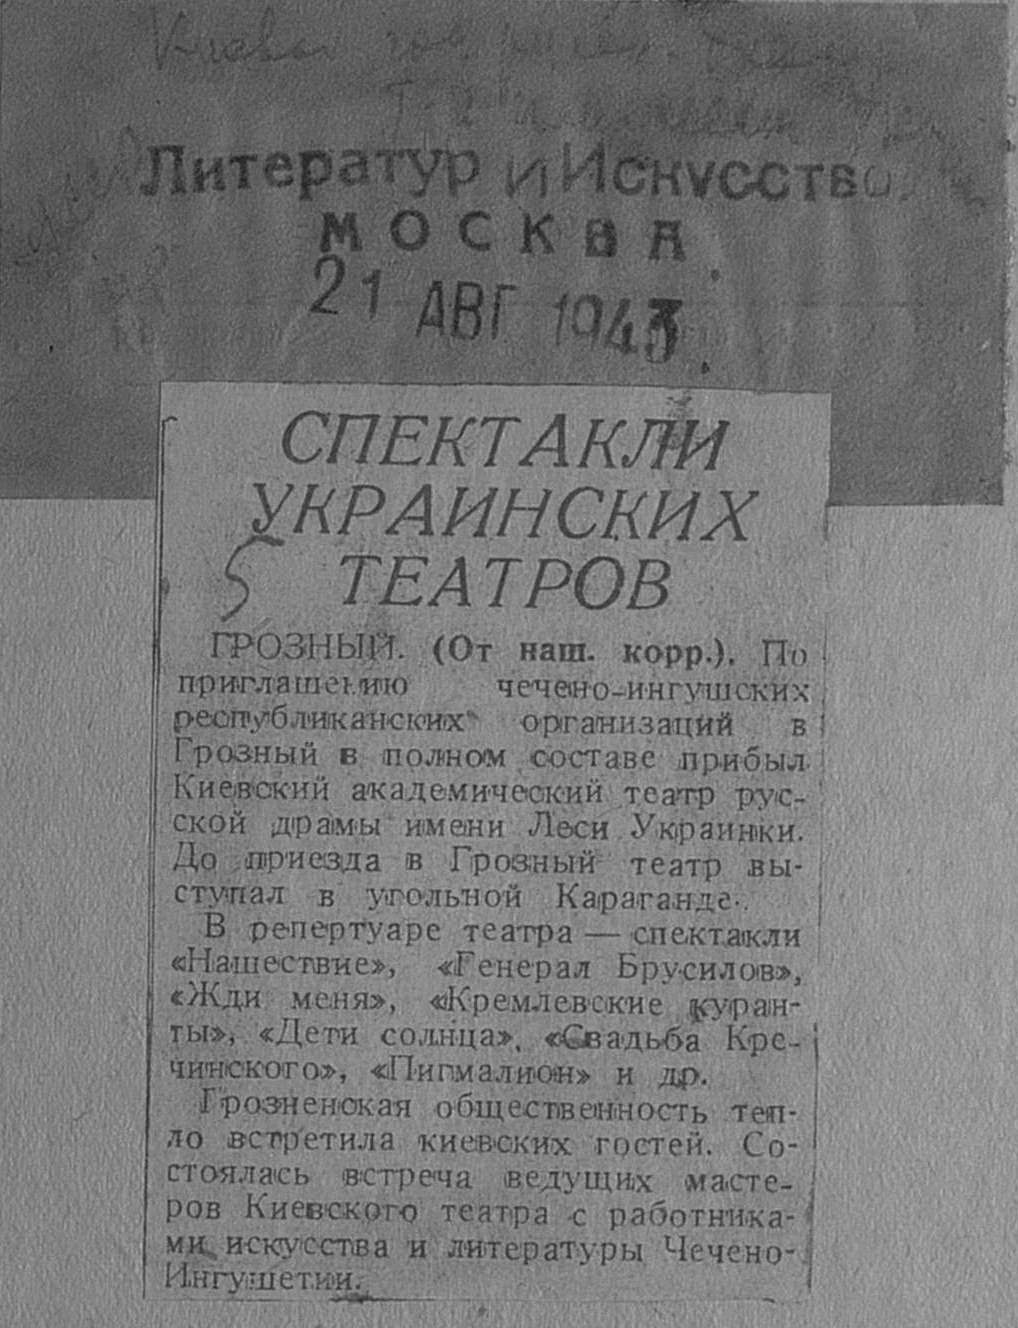 Литератур и Искусство
МОСКВА
21 АВГ 1943
СПЕКТАКЛИ
УКРАИНСКИХ
ТЕАТРОВ
5
ГРОЗНЫЙ. (От наш. корр.). По
приглашению чечено-ингушских
республиканских организаций в
Грозный в полном составе прибыл
Киевский академический театр рус-
ской драмы имени Леси Украинки.
До приезда в Грозный театр вы-
ступал в угольной Караганде.
В репертуаре театра — спектакли
«Нашествие», «Генерал Брусилов»,
«Жди меня», «Кремлевские куран-
ты», «Дети солнца», «Свадьба Кре-
чинского», «Пигмалион» и др.
Грозненская общественность теп-
ло встретила киевских гостей. Со-
стоялась встреча ведущих масте-
ров Киевского театра с работника-
ми искусства и литературы Чечено-
Ингушетии.